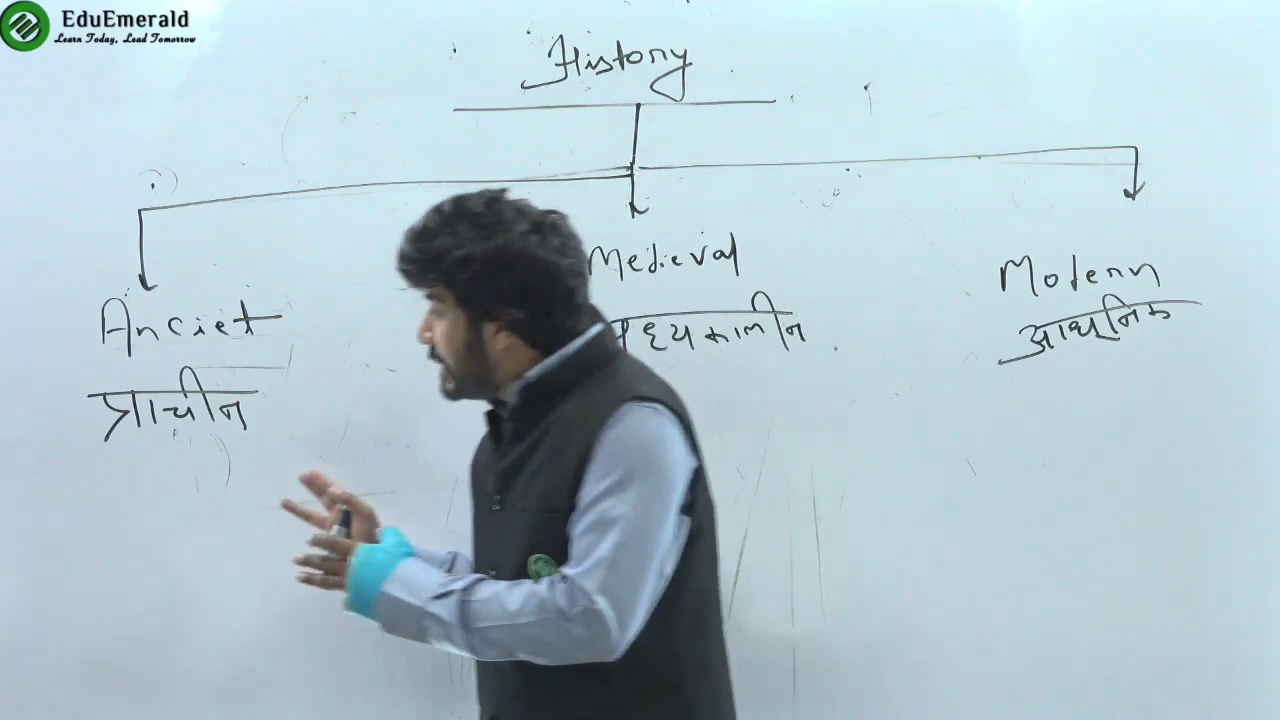 EduEmerald
Learn Today, Lead Tomorrow
History
Anciet
प्राचीन
Medieval
Modern
आधूनिक